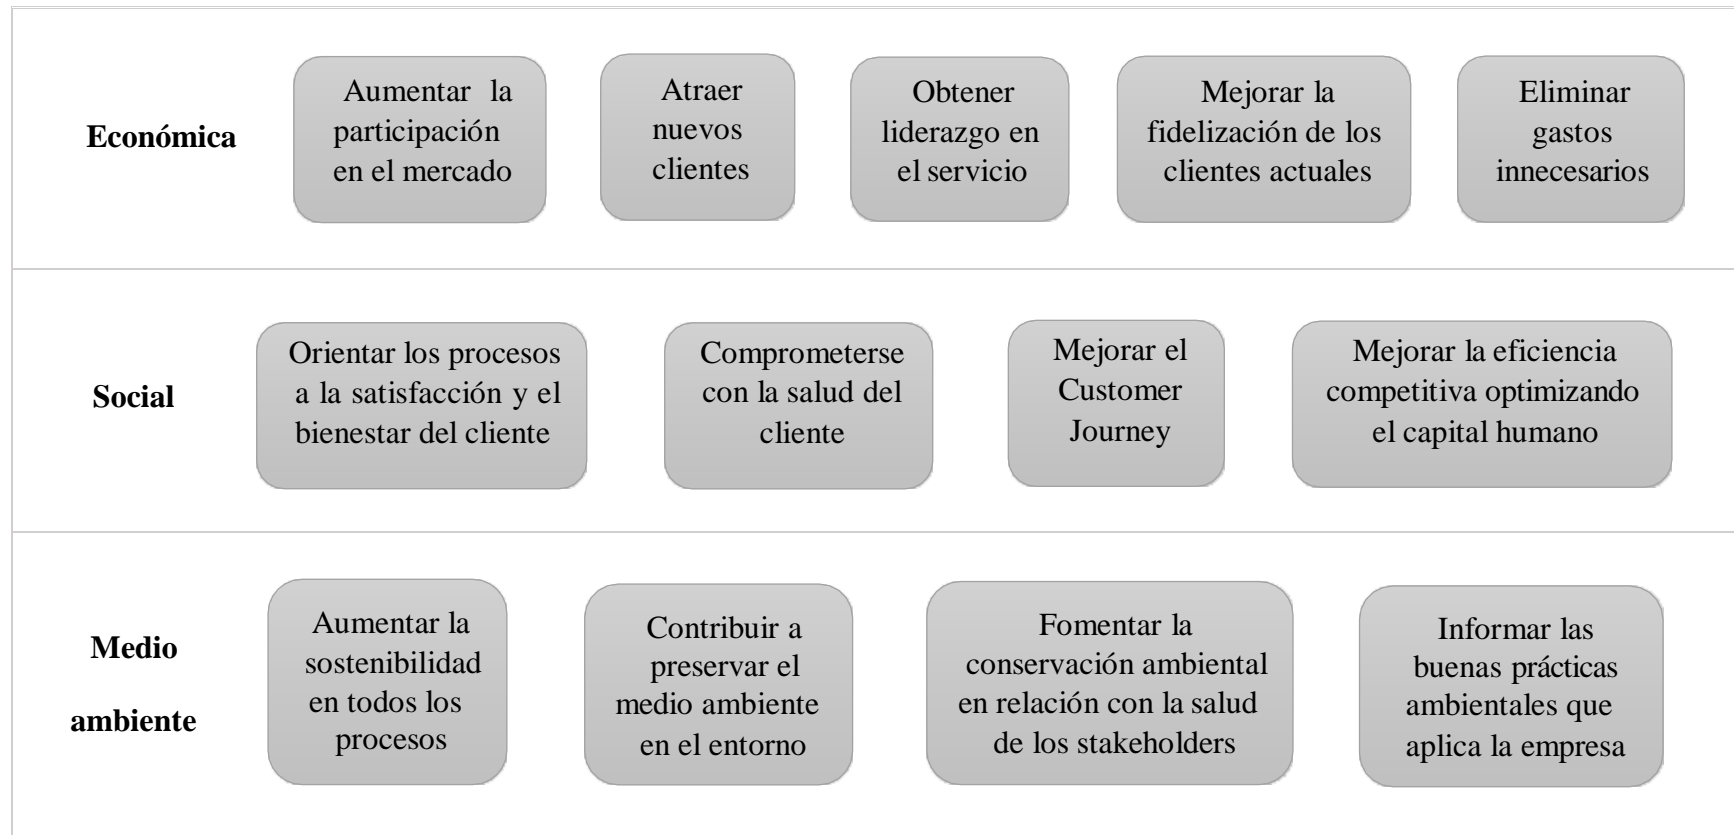 Económica
Aumentar la
participación
en el mercado
Atraer
nuevos
clientes
Obtener
liderazgo en
el servicio
Mejorar la
fidelización de los
clientes actuales
Eliminar
gastos
innecesarios
Social
Orientar los procesos
a la satisfacción y el
bienestar del cliente
Comprometerse
con la salud del
cliente
Mejorar el
Customer
Journey
Mejorar la eficiencia
competitiva optimizando
el capital humano
Medio
ambiente
Aumentar la
sostenibilidad
en todos los
procesos
Contribuir a
preservar el
medio ambiente
en el entorno
Fomentar la
conservación ambiental
en relación con la salud
de los stakeholders
Informar las
buenas prácticas
ambientales que
aplica la empresa